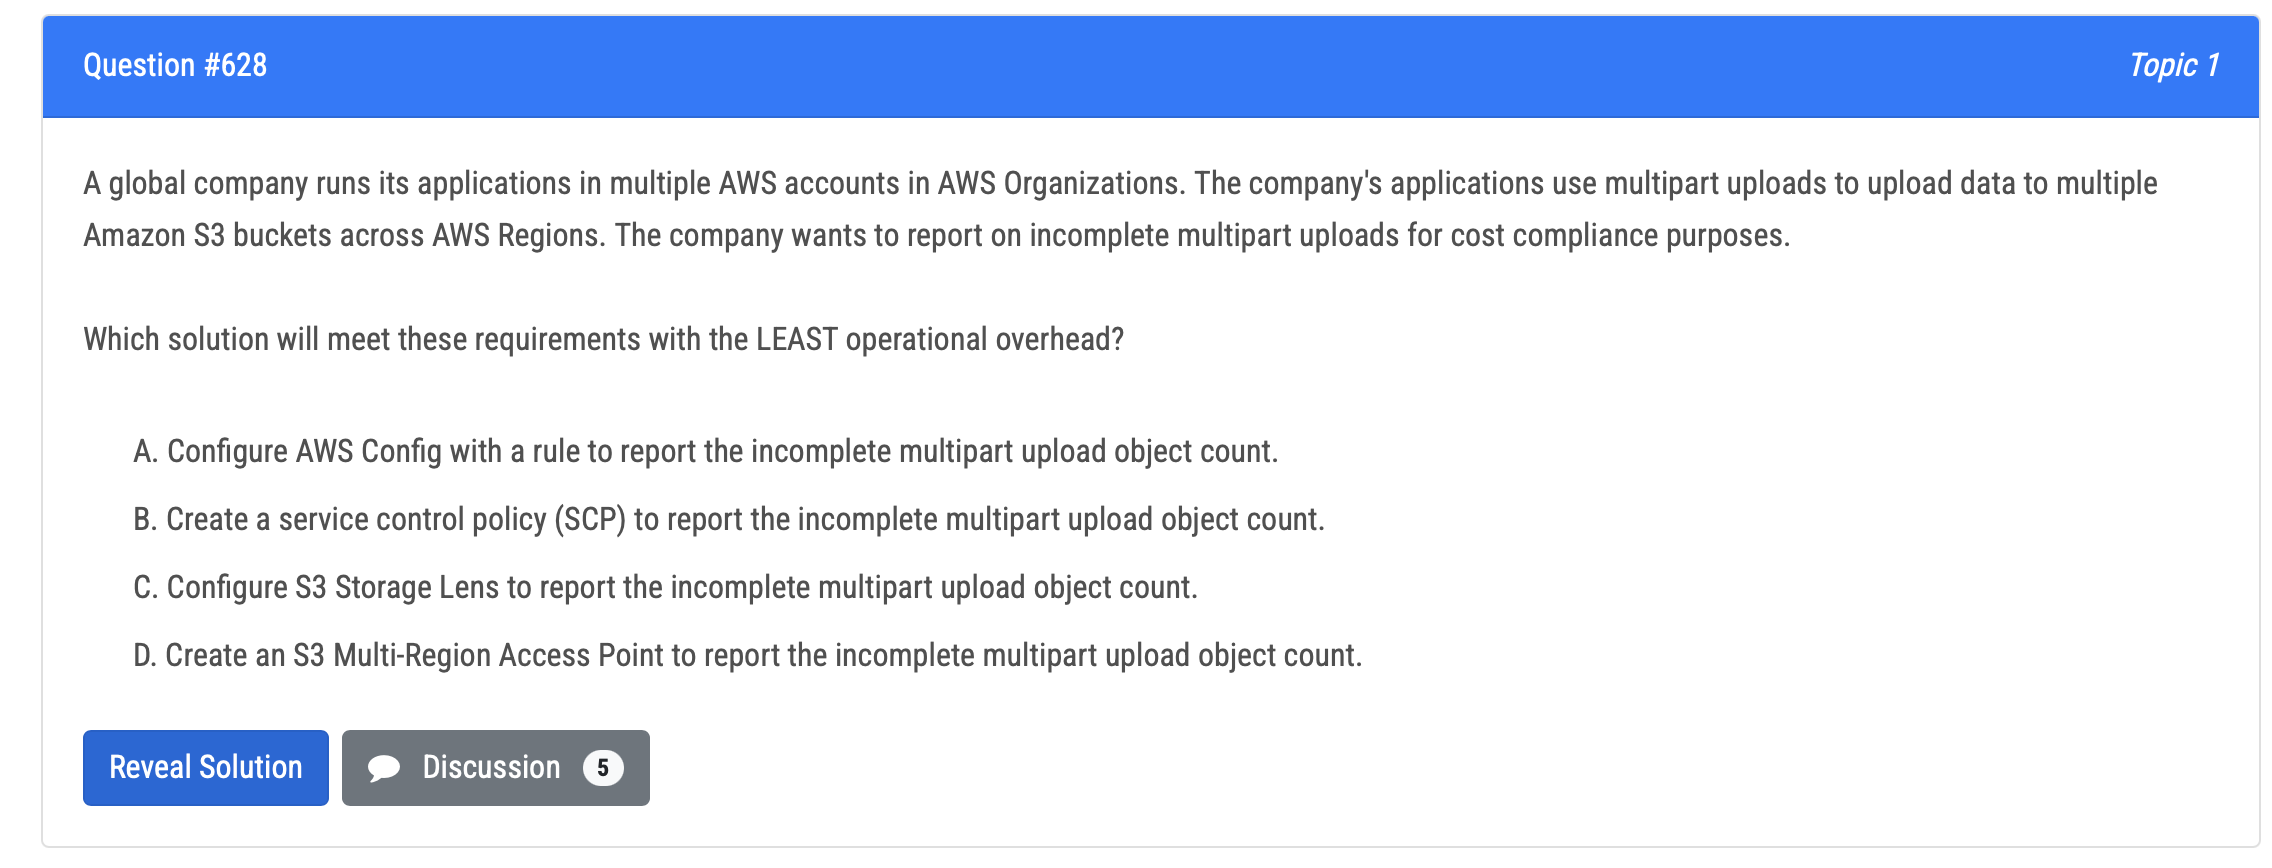 Question #628
Topic 1
A global company runs its applications in multiple AWS accounts in AWS Organizations. The company's applications use multipart uploads to upload data to multiple
Amazon S3 buckets across AWS Regions. The company wants to report on incomplete multipart uploads for cost compliance purposes.
Which solution will meet these requirements with the LEAST operational overhead?
A. Configure AWS Config with a rule to report the incomplete multipart upload object count.
B. Create a service control policy (SCP) to report the incomplete multipart upload object count.
C. Configure S3 Storage Lens to report the incomplete multipart upload object count.
D. Create an S3 Multi-Region Access Point to report the incomplete multipart upload object count.
Reveal Solution
Discussion 5